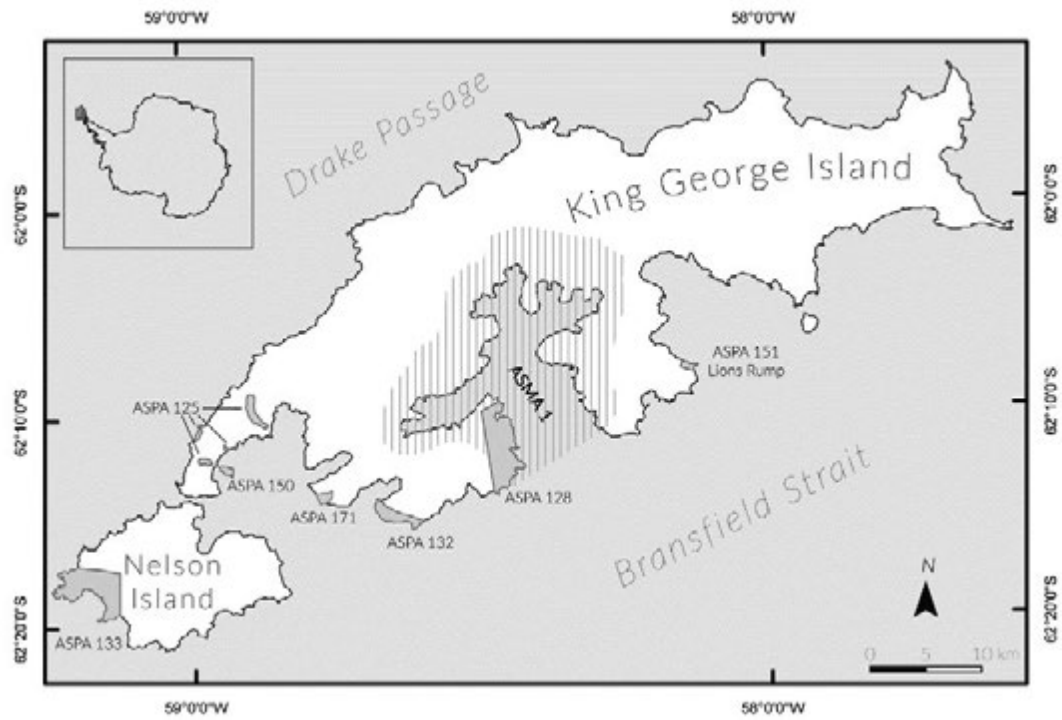 59°0'0"W
58°0'0"W
Drake Passage
King George Island
62°0'0"S
62°0'0"S
ASPA 151
Lions Rump
ASMA 1
ASPA 125
62°10'0"S
62°10'0"S
ASPA 150
ASPA 171
ASPA 128
ASPA 132
Bransfield Strait
Nelson
Island
N
62°20'0"S
62°20'0"S
ASPA 133
0 5 10 km
59°0'0"W
58°0'0"W